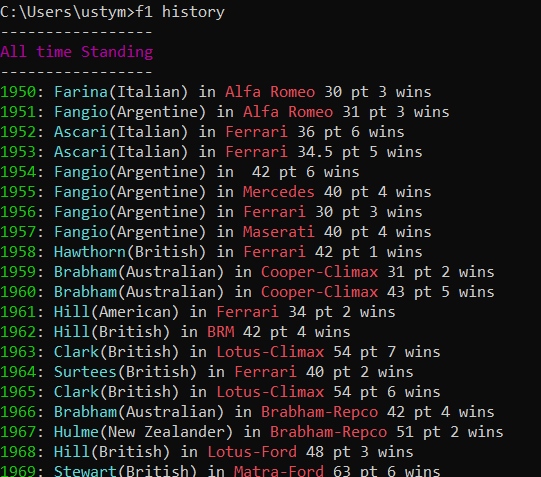 C:\Users\ustym>f1 history
-----------------
All time Standing
-----------------
1950: Farina(Italian) in Alfa Romeo 30 pt 3 wins
1951: Fangio(Argentine) in Alfa Romeo 31 pt 3 wins
1952: Ascari(Italian) in Ferrari 36 pt 6 wins
1953: Ascari(Italian) in Ferrari 34.5 pt 5 wins
1954: Fangio(Argentine) in  42 pt 6 wins
1955: Fangio(Argentine) in Mercedes 40 pt 4 wins
1956: Fangio(Argentine) in Ferrari 30 pt 3 wins
1957: Fangio(Argentine) in Maserati 40 pt 4 wins
1958: Hawthorn(British) in Ferrari 42 pt 1 wins
1959: Brabham(Australian) in Cooper-Climax 31 pt 2 wins
1960: Brabham(Australian) in Cooper-Climax 43 pt 5 wins
1961: Hill(American) in Ferrari 34 pt 2 wins
1962: Hill(British) in BRM 42 pt 4 wins
1963: Clark(British) in Lotus-Climax 54 pt 7 wins
1964: Surtees(British) in Ferrari 40 pt 2 wins
1965: Clark(British) in Lotus-Climax 54 pt 6 wins
1966: Brabham(Australian) in Brabham-Repco 42 pt 4 wins
1967: Hulme(New Zealander) in Brabham-Repco 51 pt 2 wins
1968: Hill(British) in Lotus-Ford 48 pt 3 wins
1969: Stewart(British) in Matra-Ford 63 pt 6 wins